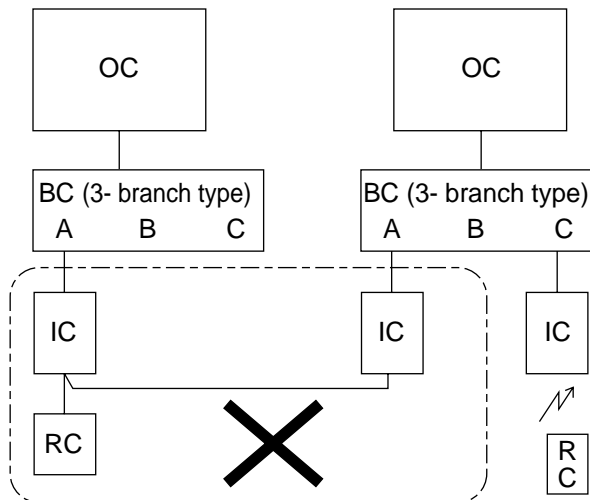 OC OC
BC (3- branch type) BC (3- branch type)
A B C A B C
IC IC IC
RC R
C